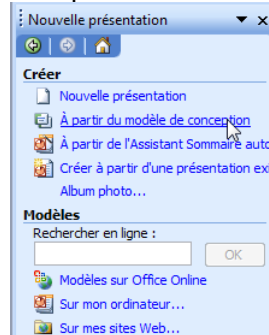 Nouvelle présentation
Créer
Nouvelle présentation
À partir du modèle de conception
À partir de l'Assistant Sommaire auto
Créer à partir d'une présentation exi
Album photo...
Modèles
Rechercher en ligne :
OK
Modèles sur Office Online
Sur mon ordinateur...
Sur mes sites Web...